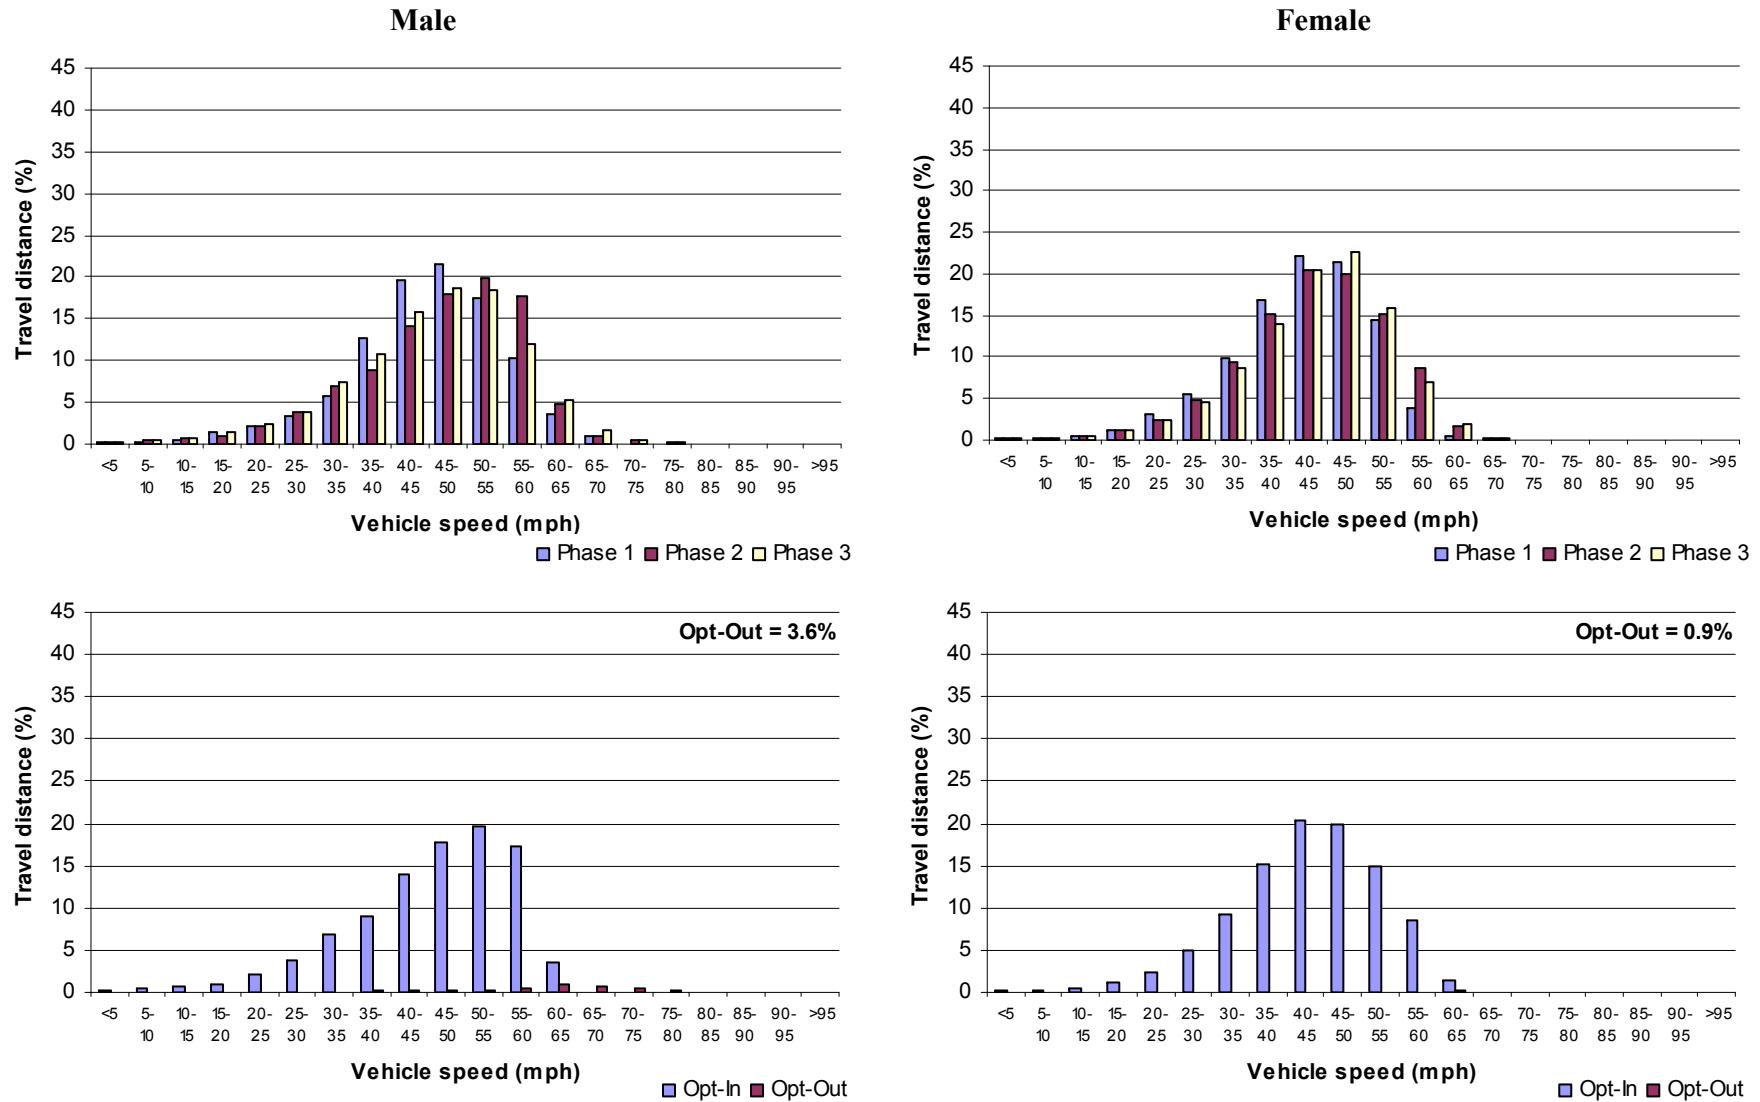 Male
Female
45
40
35
30
25
20
15
10
5
0
Travel distance (%)
<5 5-10 10-15 15-20 20-25 25-30 30-35 35-40 40-45 45-50 50-55 55-60 60-65 65-70 70-75 75-80 80-85 85-90 90-95 >95
Vehicle speed (mph)
Phase 1 Phase 2 Phase 3
45
40
35
30
25
20
15
10
5
0
Travel distance (%)
<5 5-10 10-15 15-20 20-25 25-30 30-35 35-40 40-45 45-50 50-55 55-60 60-65 65-70 70-75 75-80 80-85 85-90 90-95 >95
Vehicle speed (mph)
Phase 1 Phase 2 Phase 3
Opt-Out = 3.6%
45
40
35
30
25
20
15
10
5
0
Travel distance (%)
<5 5-10 10-15 15-20 20-25 25-30 30-35 35-40 40-45 45-50 50-55 55-60 60-65 65-70 70-75 75-80 80-85 85-90 90-95 >95
Vehicle speed (mph)
Opt-In Opt-Out
Opt-Out = 0.9%
45
40
35
30
25
20
15
10
5
0
Travel distance (%)
<5 5-10 10-15 15-20 20-25 25-30 30-35 35-40 40-45 45-50 50-55 55-60 60-65 65-70 70-75 75-80 80-85 85-90 90-95 >95
Vehicle speed (mph)
Opt-In Opt-Out